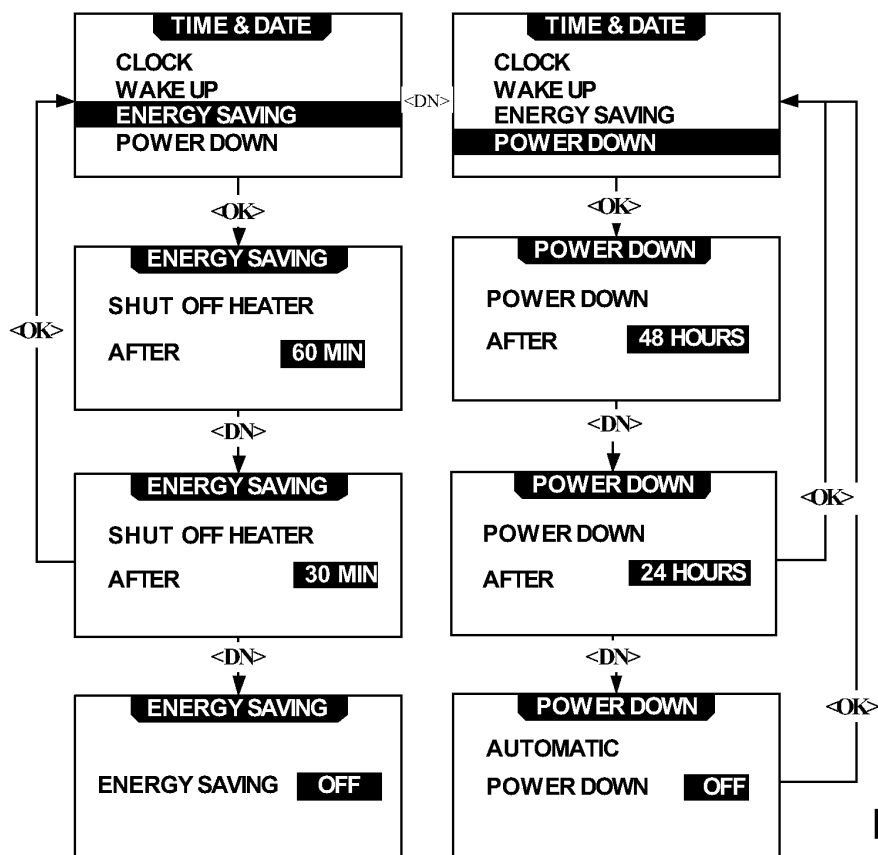 TIME & DATE
CLOCK
WAKE UP
ENERGY SAVING
POWER DOWN
<DN>
TIME & DATE
CLOCK
WAKE UP
ENERGY SAVING
POWER DOWN
<OK>
<OK>
ENERGY SAVING
SHUT OFF HEATER
AFTER 60 MIN
POWER DOWN
POWER DOWN
AFTER 48 HOURS
<OK>
<DN>
<DN>
ENERGY SAVING
SHUT OFF HEATER
AFTER 30 MIN
POWER DOWN
POWER DOWN
AFTER 24 HOURS
<OK>
<DN>
<DN>
ENERGY SAVING
ENERGY SAVING OFF
POWER DOWN
AUTOMATIC
POWER DOWN OFF
<OK>